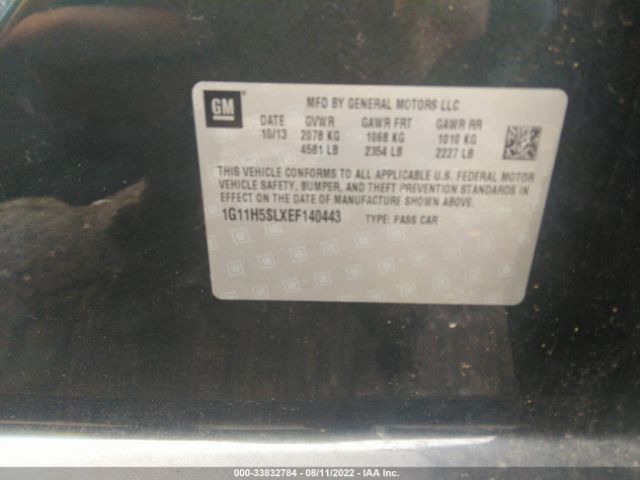 GM
MFD BY GENERAL MOTORS LLC
DATE GVWR GAWR FRT GAWR RR
10/13 2078 KG 1068 KG 1010 KG
4581 LB 2354 LB 2227 LB
THIS VEHICLE CONFORMS TO ALL APPLICABLE U.S. FEDERAL MOTOR
VEHICLE SAFETY, BUMPER, AND THEFT PREVENTION STANDARDS IN
EFFECT ON THE DATE OF MANUFACTURE SHOWN ABOVE.
1G11H5SLXEF140443 TYPE: PASS CAR
000-33832784 - 08/11/2022 - IAA Inc.